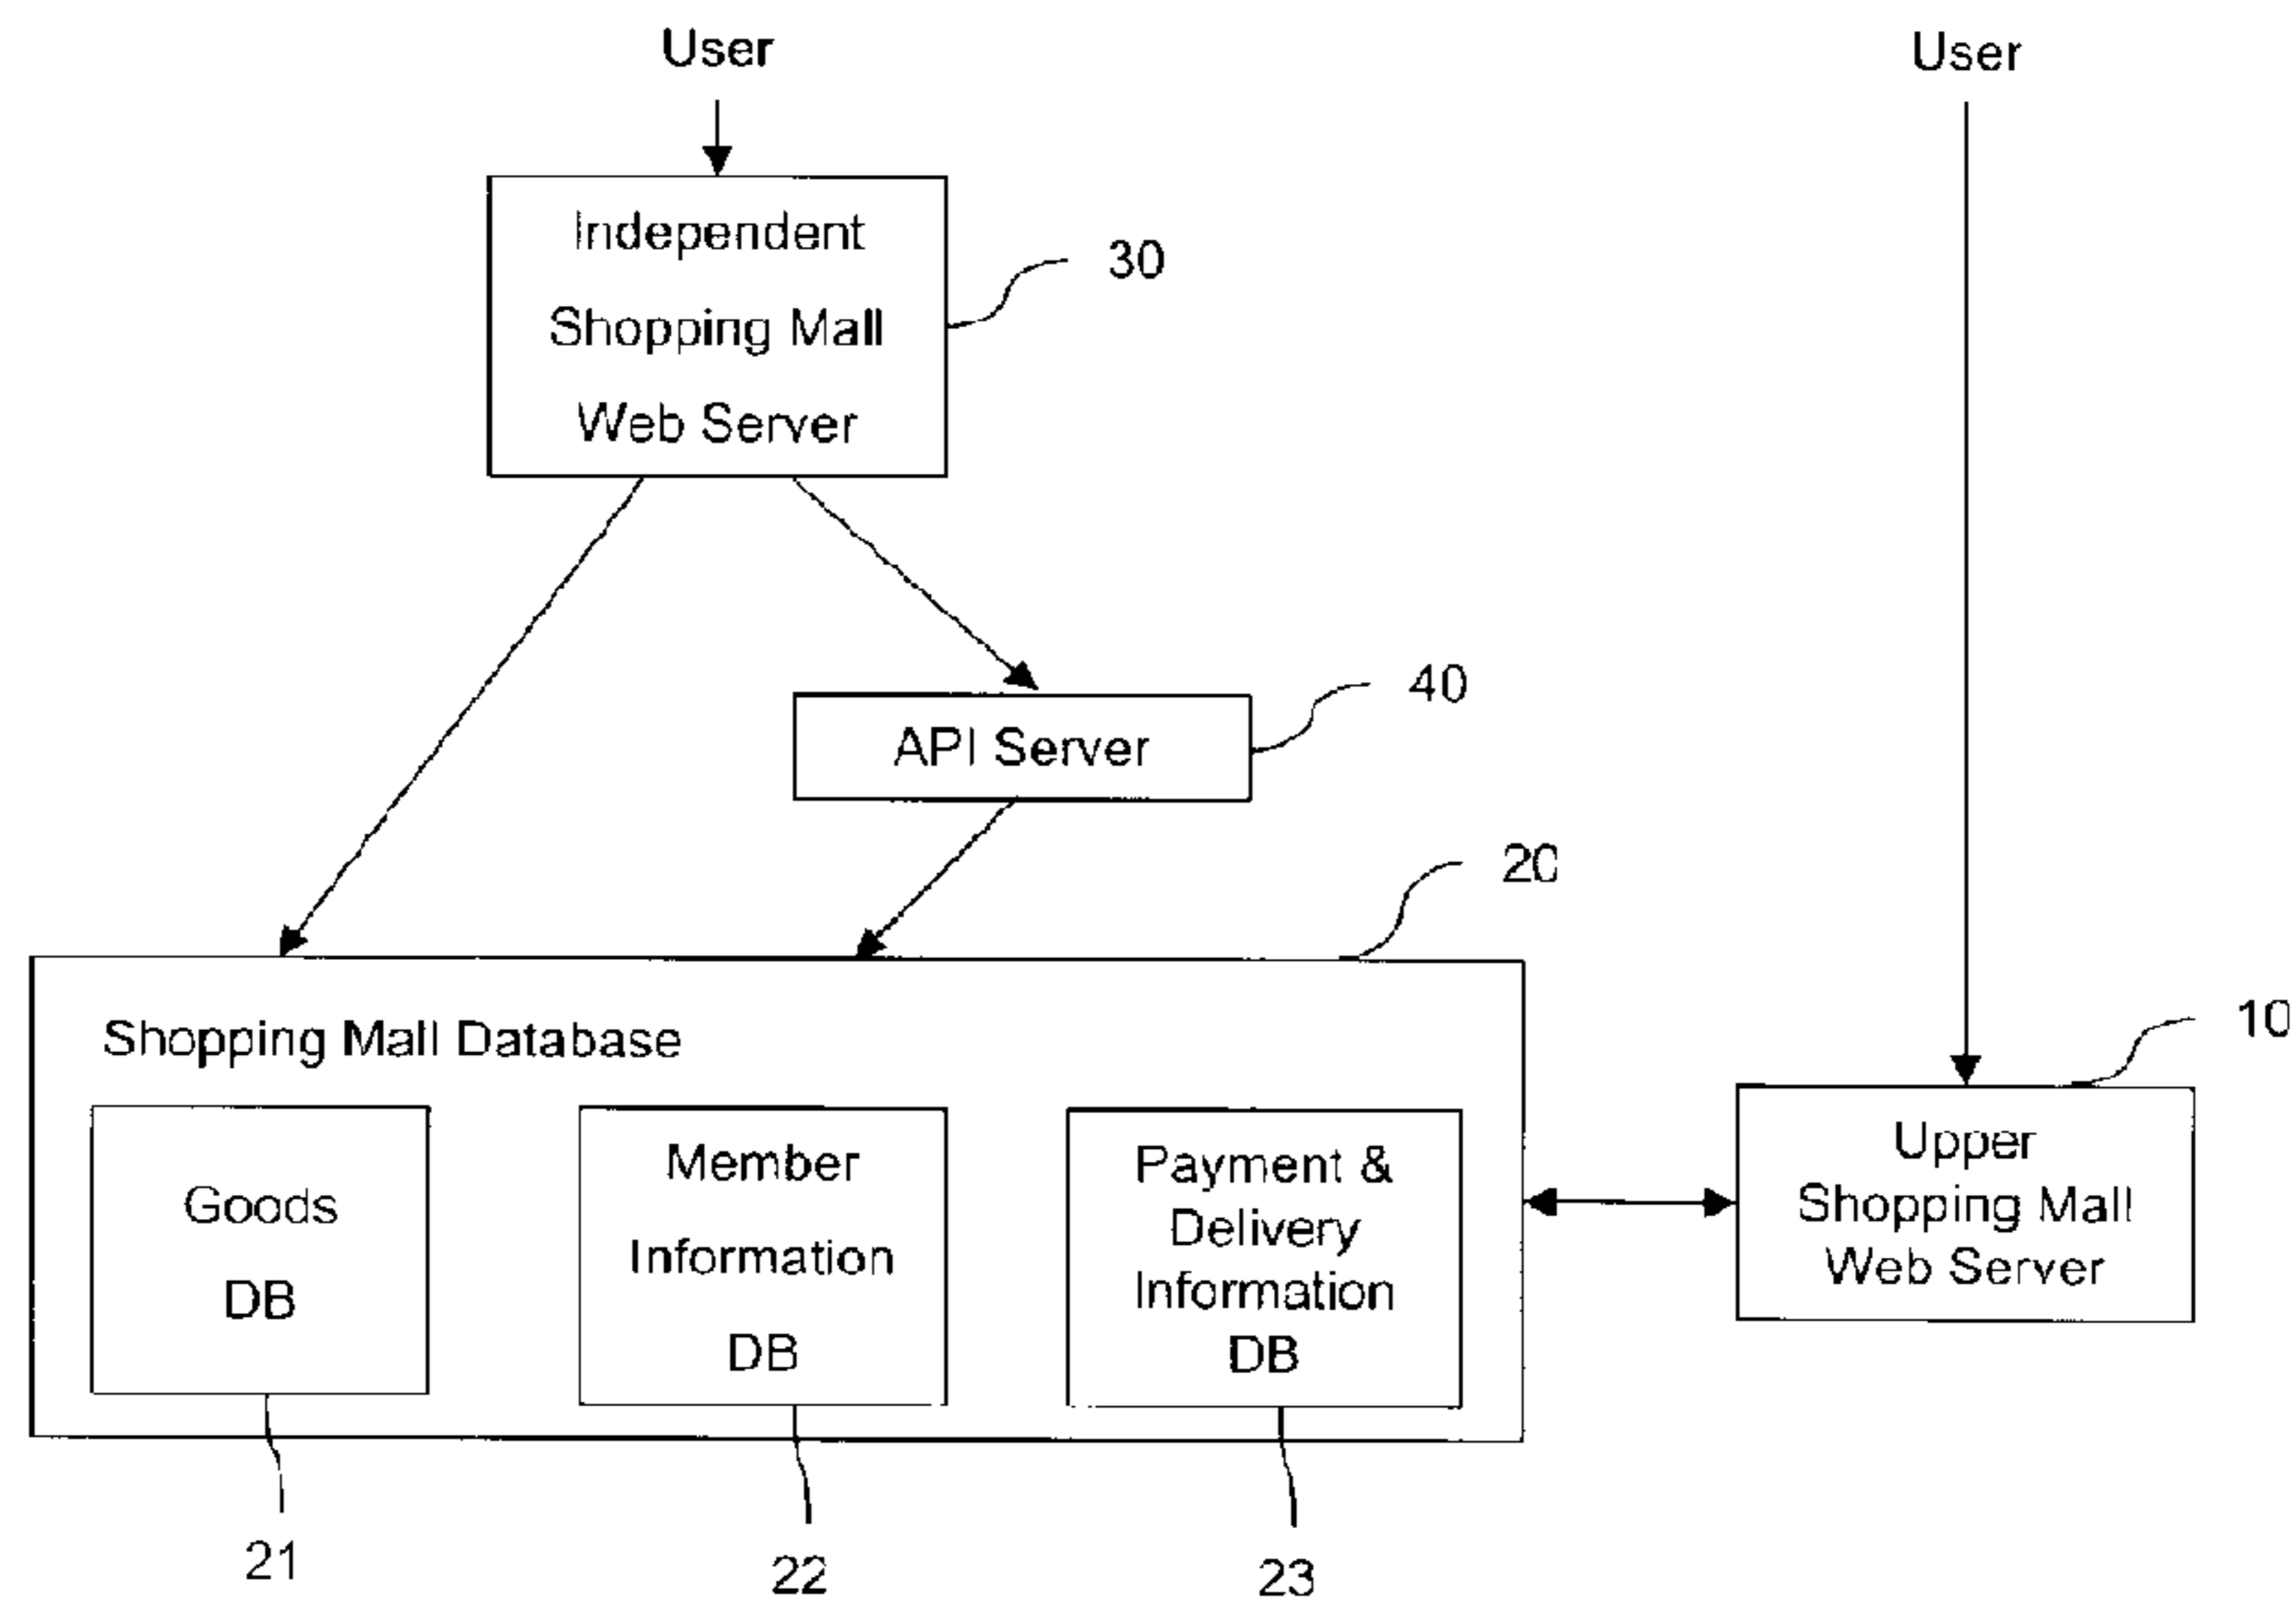 User
User
Independent
Shopping Mall
Web Server
30
API Server
40
20
Shopping Mall Database
Goods
DB
Member
Information
DB
Payment &
Delivery
Information
DB
10
Upper
Shopping Mall
Web Server
21
22
23